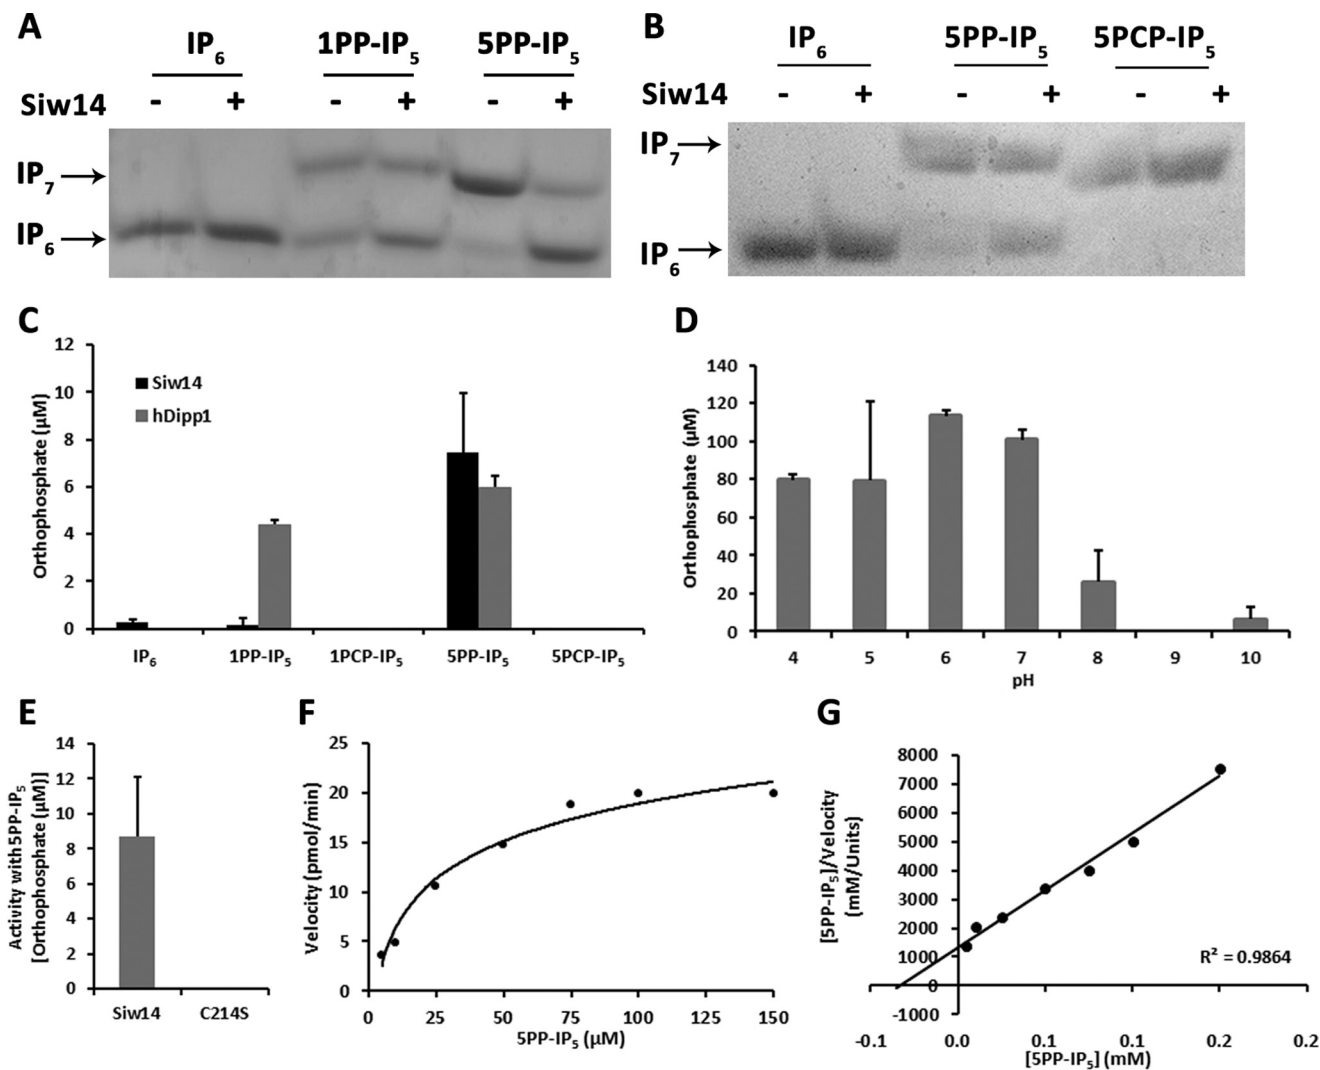 A
IP6 1PP-IP5 5PP-IP5
Siw14 - + - + - +
IP7
IP6
B
IP6 5PP-IP5 5PCP-IP5
Siw14 - + - + - +
IP7
IP6
C
12
10
8
6
4
2
0
Orthophosphate (µM)
Siw14
hDipp1
IP6 1PP-IP5 1PCP-IP5 5PP-IP5 5PCP-IP5
D
140
120
100
80
60
40
20
0
Orthophosphate (µM)
4 5 6 7 8 9 10
pH
E
14
12
10
8
6
4
2
0
Activity with 5PP-IP5
[Orthophosphate (µM)]
Siw14 C214S
F
25
20
15
10
5
0
Velocity (pmol/min)
0 25 50 75 100 125 150
5PP-IP5 (µM)
G
8000
7000
6000
5000
4000
3000
2000
1000
0
-1000
[5PP-IP5]/Velocity
(mM/Units)
R² = 0.9864
-0.1 0.0 0.1 0.1 0.2 0.2
[5PP-IP5] (mM)